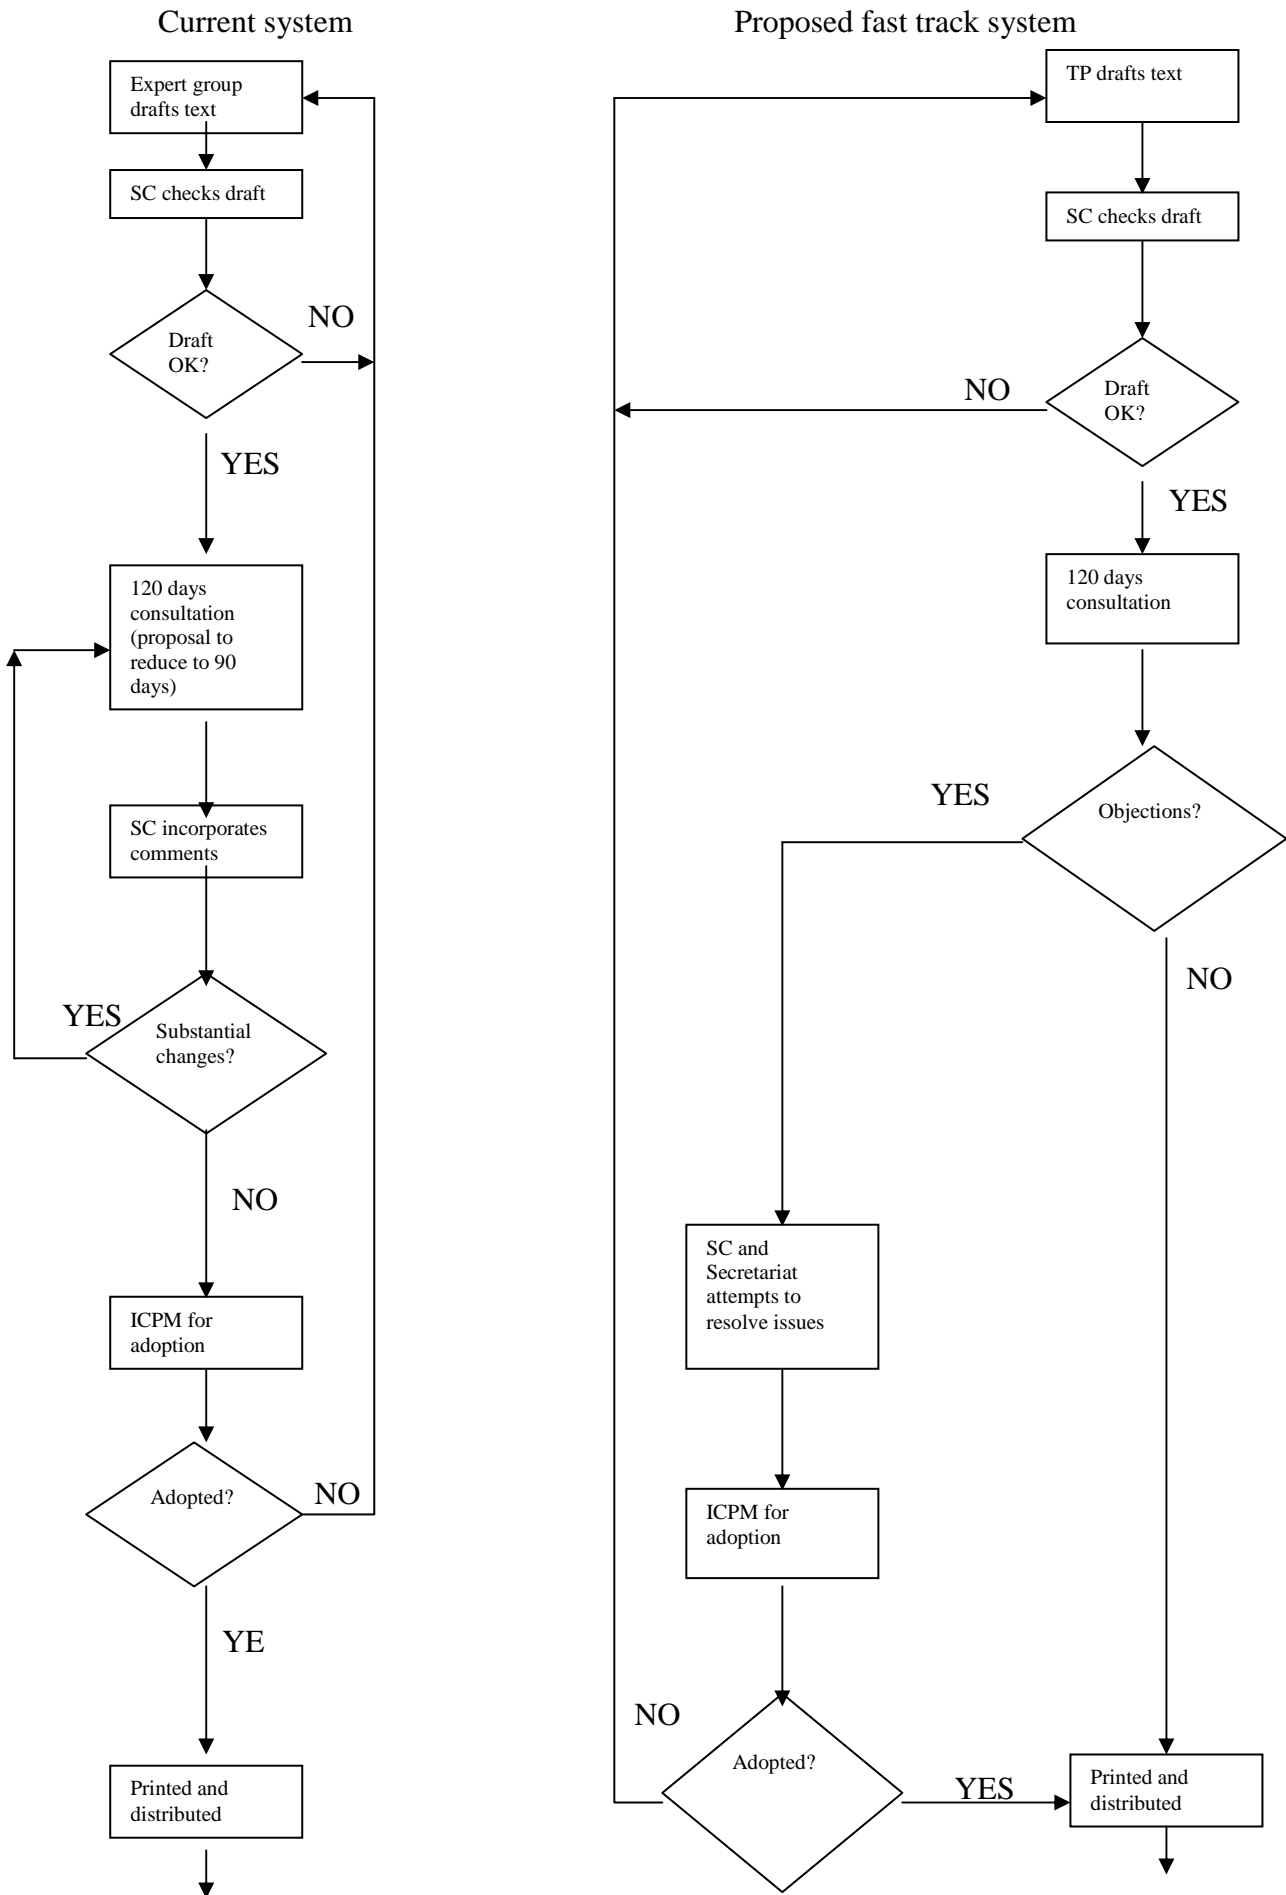 Current system
Expert group
drafts text
SC checks draft
Draft
OK?
NO
YES
120 days
consultation
(proposal to
reduce to 90
days)
SC incorporates
comments
YES
Substantial
changes?
NO
ICPM for
adoption
Adopted?
NO
YE
Printed and
distributed
Proposed fast track system
TP drafts text
SC checks draft
NO
Draft
OK?
YES
120 days
consultation
YES
Objections?
NO
SC and
Secretariat
attempts to
resolve issues
ICPM for
adoption
NO
Adopted?
YES
Printed and
distributed